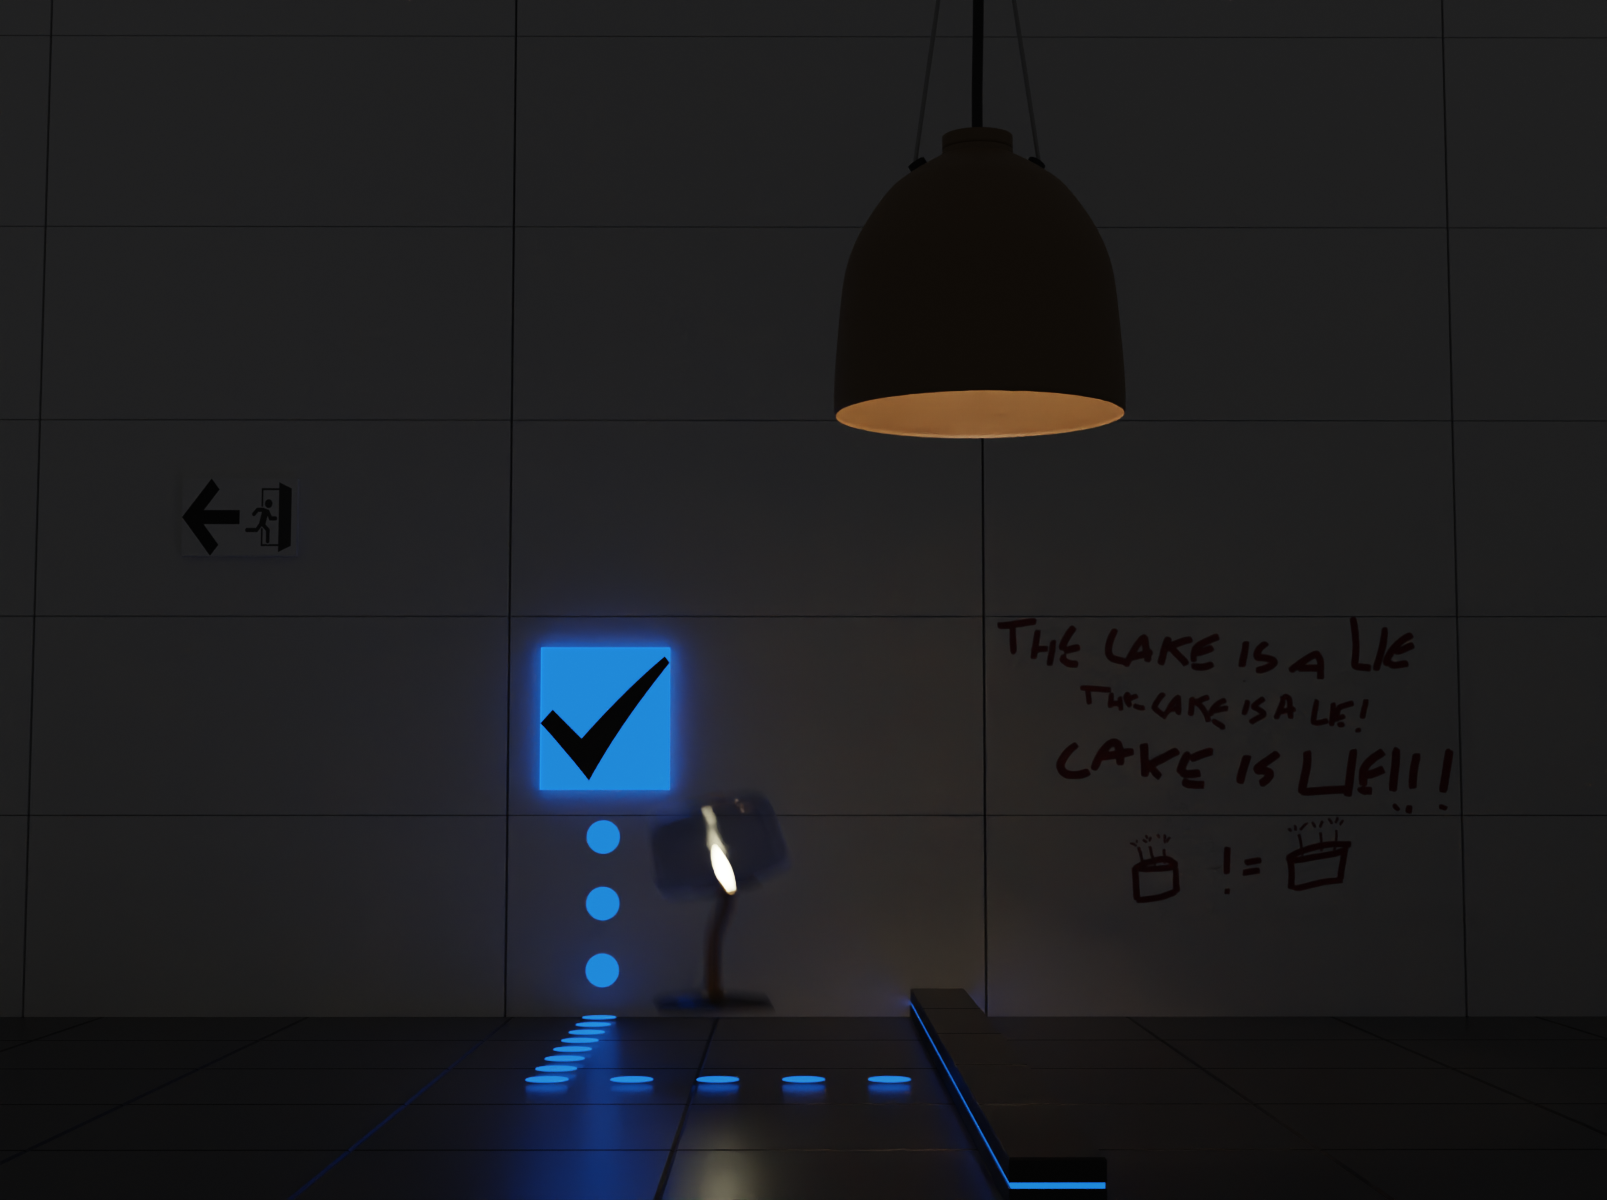 THE CAKE IS A LIE
THE CAKE IS A LIE!
CAKE IS LIE!!!
!=